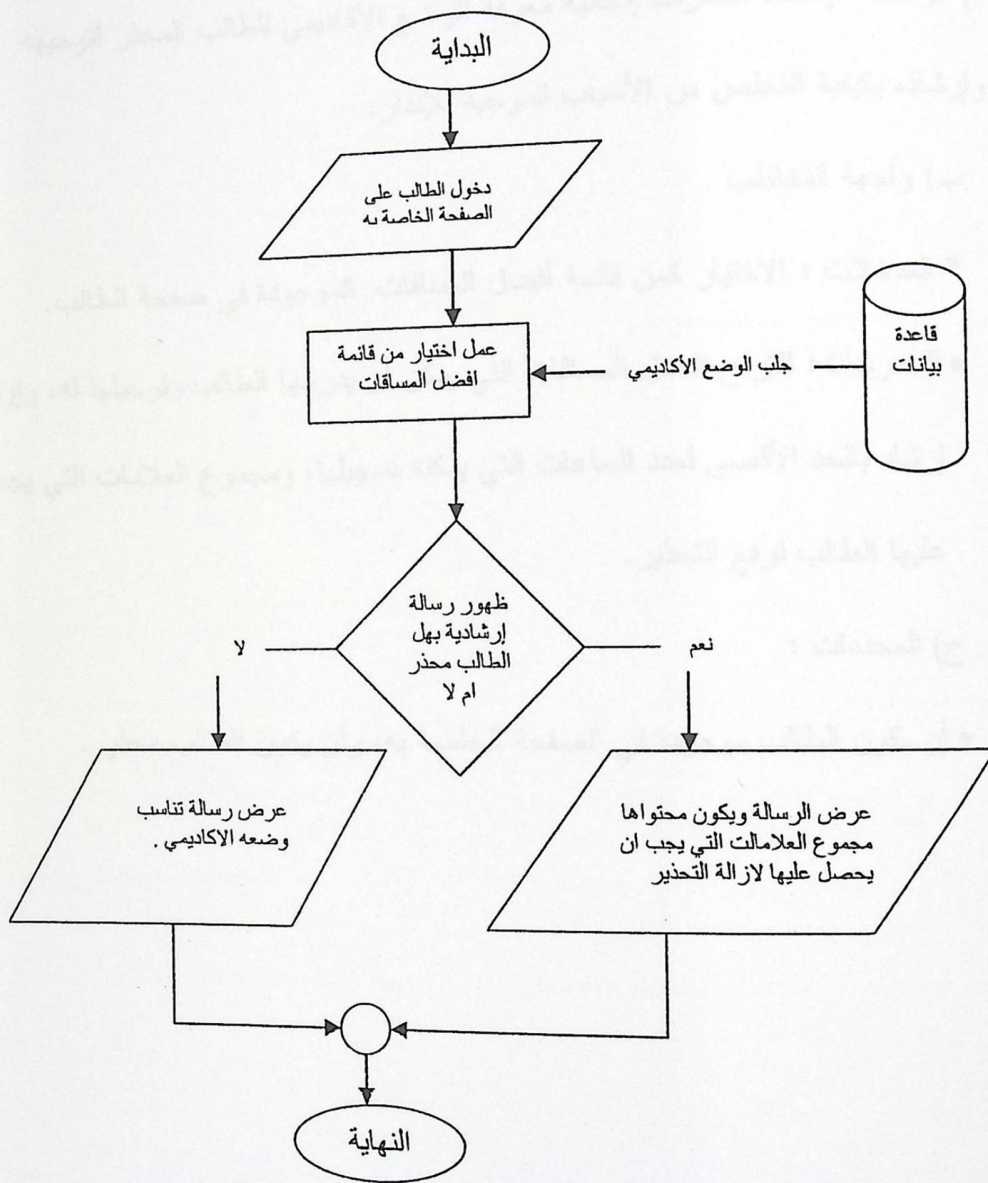 البداية
دخول الطالب على
الصفحة الخاصة به
عمل اختيار من قائمة
افضل المساقات
جلب الوضع الأكاديمي
قاعدة
بيانات
ظهور رسالة
إرشادية بهل
الطالب محذر
ام لا
نعم
لا
عرض الرسالة ويكون محتواها
مجموع العلامالت التي يجب ان
يحصل عليها لازالة التحذير
عرض رسالة تناسب
وضعه الاكاديمي .
النهاية